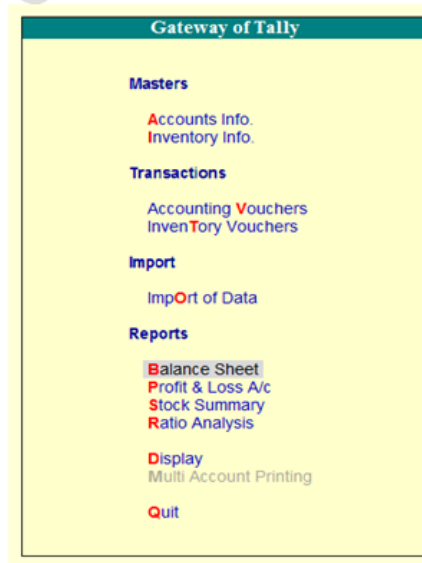 Gateway of Tally
Masters
Accounts Info.
Inventory Info.
Transactions
Accounting Vouchers
InvenTory Vouchers
Import
ImpOrt of Data
Reports
Balance Sheet
Profit & Loss A/c
Stock Summary
Ratio Analysis
Display
Multi Account Printing
Quit